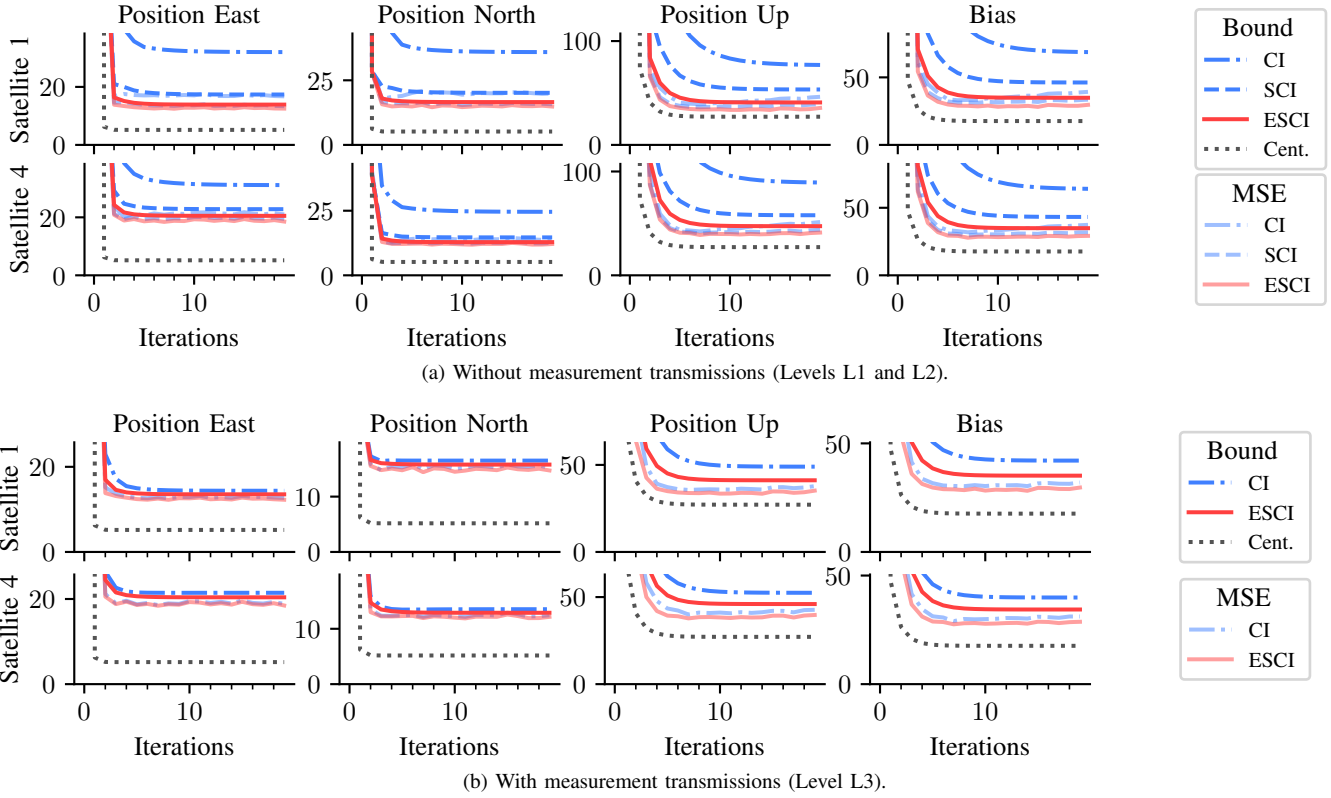 Position East Position North Position Up Bias
Satellite 1
20
0
25
0
100
50
0
50
0
Satellite 4
20
0
25
0
100
50
0
50
0
0 10
0 10
0 10
0 10
Iterations Iterations Iterations Iterations
Bound
CI
SCI
ESCI
Cent.
MSE
CI
SCI
ESCI
(a) Without measurement transmissions (Levels L1 and L2).
Position East Position North Position Up Bias
Satellite 1
20
0
10
0
50
0
50
0
Satellite 4
20
0
10
0
50
0
50
0
0 10
0 10
0 10
0 10
Iterations Iterations Iterations Iterations
Bound
CI
ESCI
Cent.
MSE
CI
ESCI
(b) With measurement transmissions (Level L3).